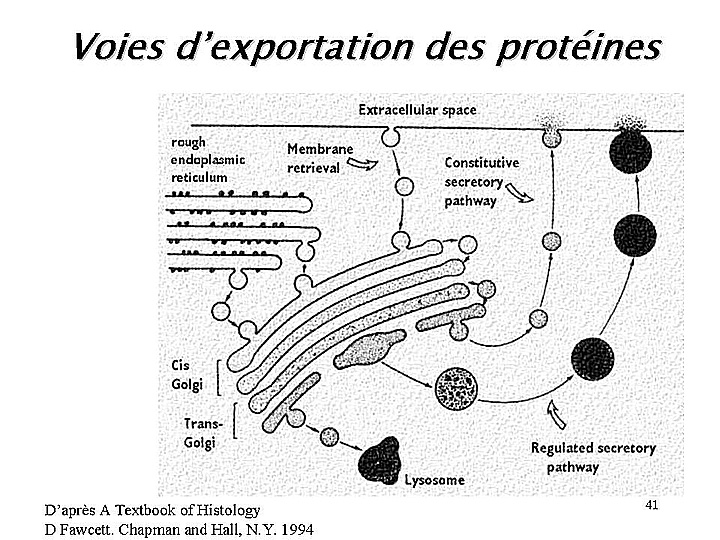 Voies d’exportation des protéines
Extracellular space
rough
endoplasmic
reticulum
Membrane
retrieval
Constitutive
secretory
pathway
Cis
Golgi
Trans-
Golgi
Lysosome
Regulated secretory
pathway
D’après A Textbook of Histology
D Fawcett. Chapman and Hall, N.Y. 1994
41